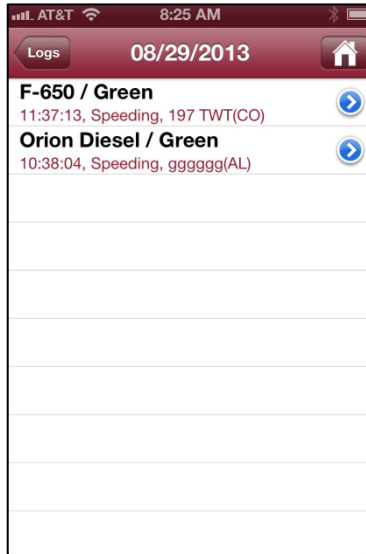 AT&T 8:25 AM
Logs 08/29/2013
F-650 / Green
11:37:13, Speeding, 197 TWT(CO)
Orion Diesel / Green
10:38:04, Speeding, gggggg(AL)